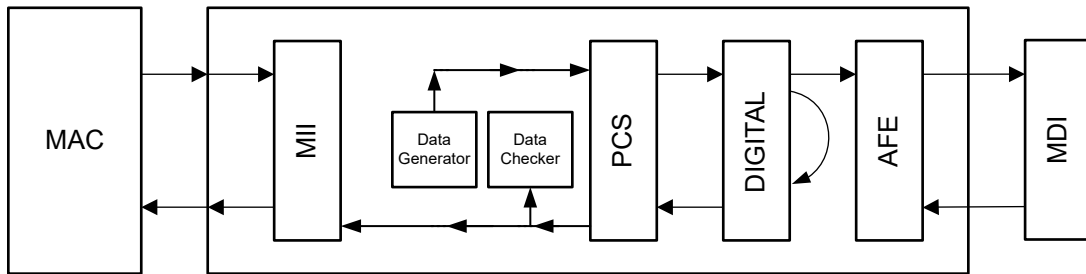 MAC
MII
Data
Generator
Data
Checker
PCS
DIGITAL
AFE
MDI